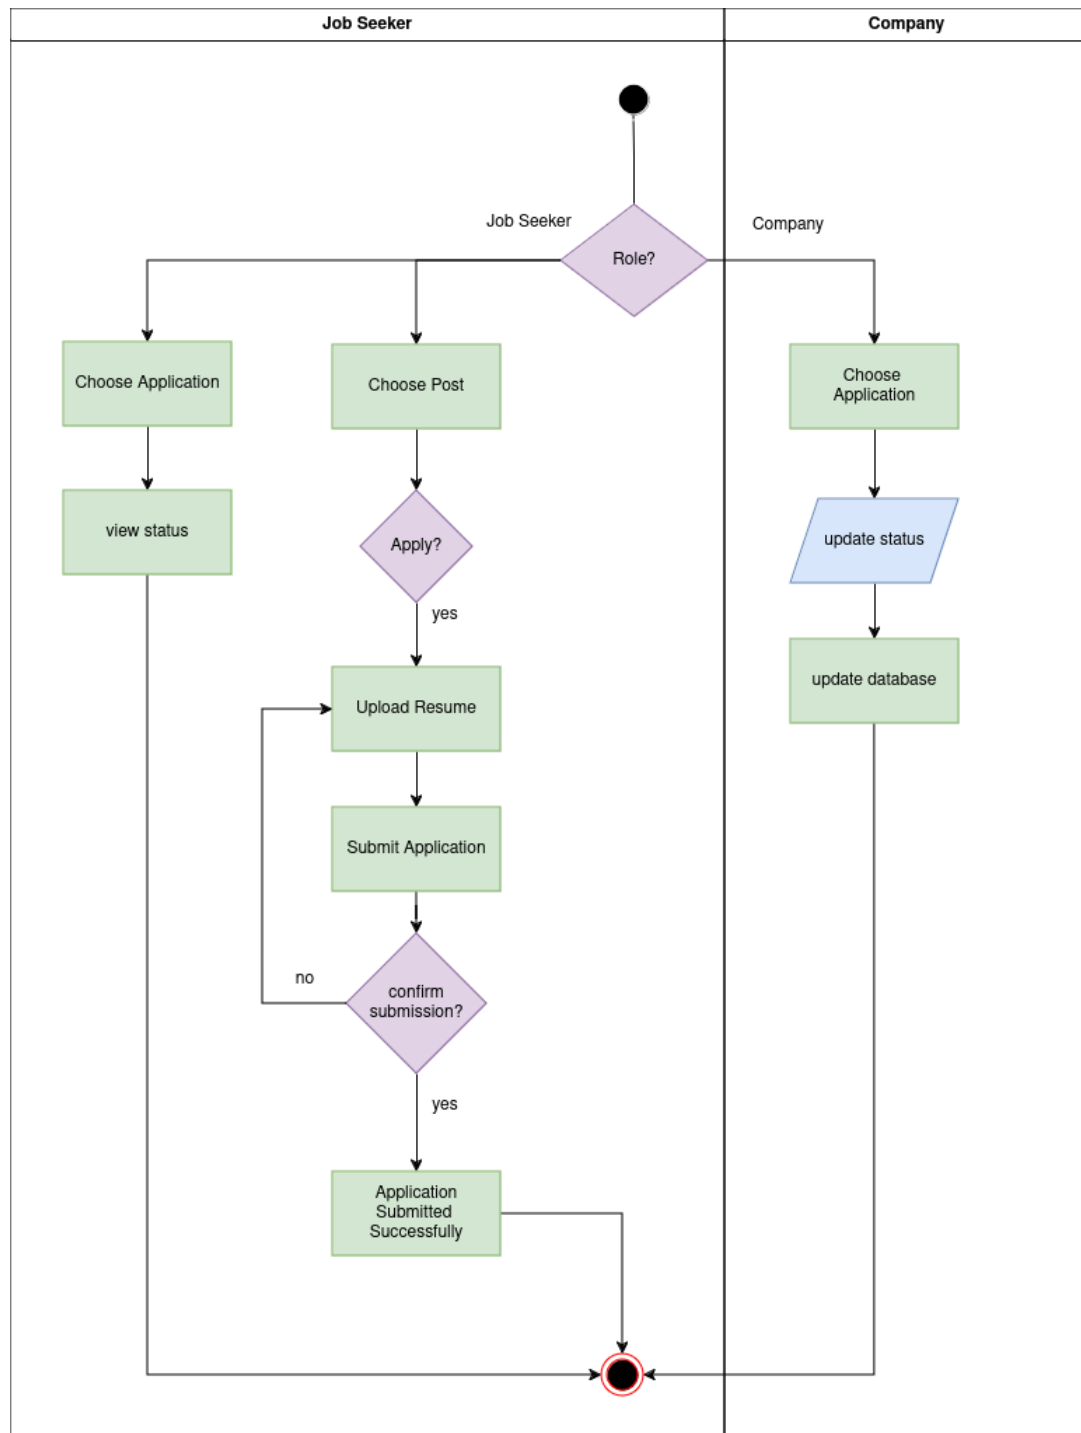 Job Seeker
Company
Job Seeker
Company
Role?
Choose Application
Choose Post
Choose
Application
view status
Apply?
update status
yes
Upload Resume
update database
Submit Application
no
confirm
submission?
yes
Application
Submitted
Successfully